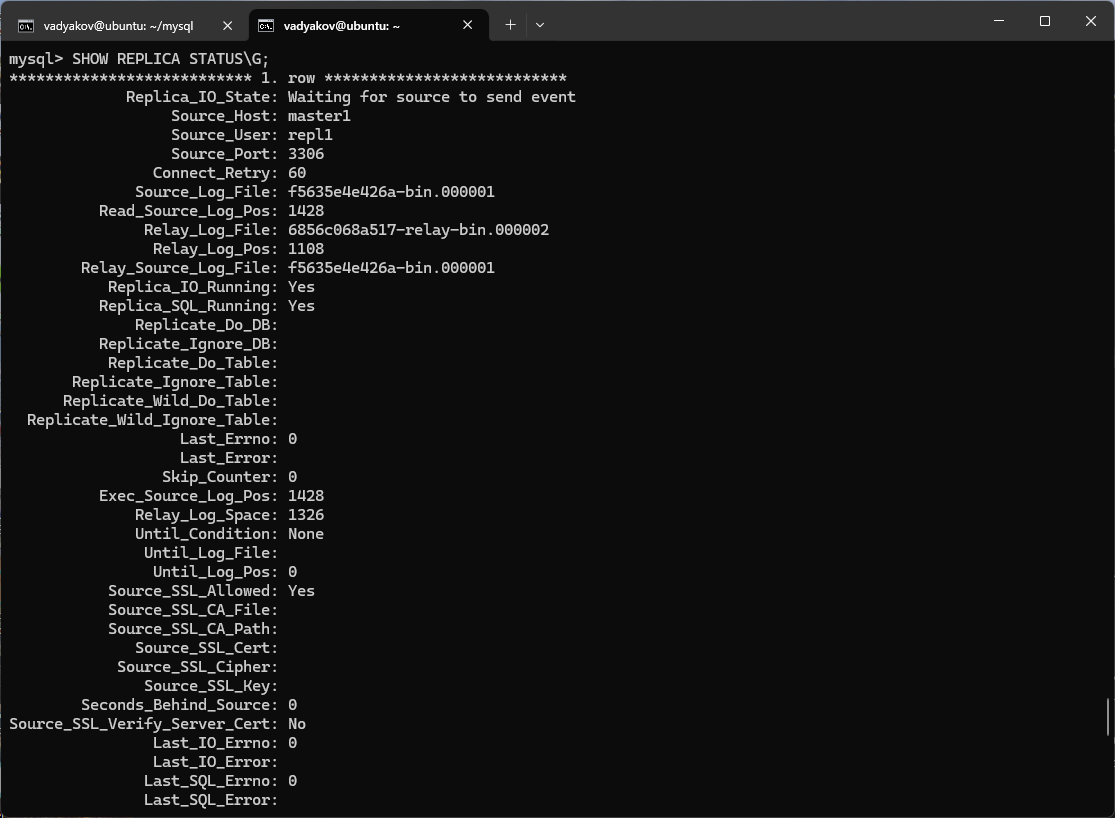 vadyakov@ubuntu: ~/mysql
vadyakov@ubuntu: ~
mysql> SHOW REPLICA STATUS\G;
*************************** 1. row ***************************
Replica_IO_State: Waiting for source to send event
Source_Host: master1
Source_User: repl1
Source_Port: 3306
Connect_Retry: 60
Source_Log_File: f5635e4e426a-bin.000001
Read_Source_Log_Pos: 1428
Relay_Log_File: 6856c068a517-relay-bin.000002
Relay_Log_Pos: 1108
Relay_Source_Log_File: f5635e4e426a-bin.000001
Replica_IO_Running: Yes
Replica_SQL_Running: Yes
Replicate_Do_DB:
Replicate_Ignore_DB:
Replicate_Do_Table:
Replicate_Ignore_Table:
Replicate_Wild_Do_Table:
Replicate_Wild_Ignore_Table:
Last_Errno: 0
Last_Error:
Skip_Counter: 0
Exec_Source_Log_Pos: 1428
Relay_Log_Space: 1326
Until_Condition: None
Until_Log_File:
Until_Log_Pos: 0
Source_SSL_Allowed: Yes
Source_SSL_CA_File:
Source_SSL_CA_Path:
Source_SSL_Cert:
Source_SSL_Cipher:
Source_SSL_Key:
Seconds_Behind_Source: 0
Source_SSL_Verify_Server_Cert: No
Last_IO_Errno: 0
Last_IO_Error:
Last_SQL_Errno: 0
Last_SQL_Error: